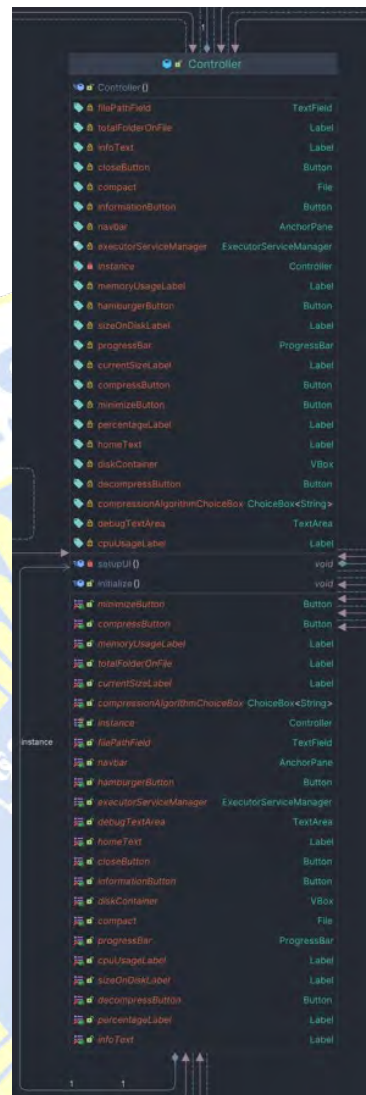 1
Controller
Controller()
filePathField TextField
totalFolderOnFile Label
infoText Label
closeButton Button
compact File
informationButton Button
navbar AnchorPane
executorServiceManager ExecutorServiceManager
instance Controller
memoryUsageLabel Label
hamburgerButton Button
sizeOnDiskLabel Label
progressBar ProgressBar
currentSizeLabel Label
compressButton Button
minimizeButton Button
percentageLabel Label
homeText Label
diskContainer VBox
decompressButton Button
compressionAlgorithmChoiceBox ChoiceBox<String>
debugTextArea TextArea
cpuUsageLabel Label
setupUI() void
initialize() void
minimizeButton Button
compressButton Button
memoryUsageLabel Label
totalFolderOnFile Label
currentSizeLabel Label
compressionAlgorithmChoiceBox ChoiceBox<String>
instance Controller
instance
filePathField TextField
navbar AnchorPane
hamburgerButton Button
executorServiceManager ExecutorServiceManager
debugTextArea TextArea
homeText Label
closeButton Button
informationButton Button
diskContainer VBox
compact File
progressBar ProgressBar
cpuUsageLabel Label
sizeOnDiskLabel Label
decompressButton Button
percentageLabel Label
infoText Label
1 1